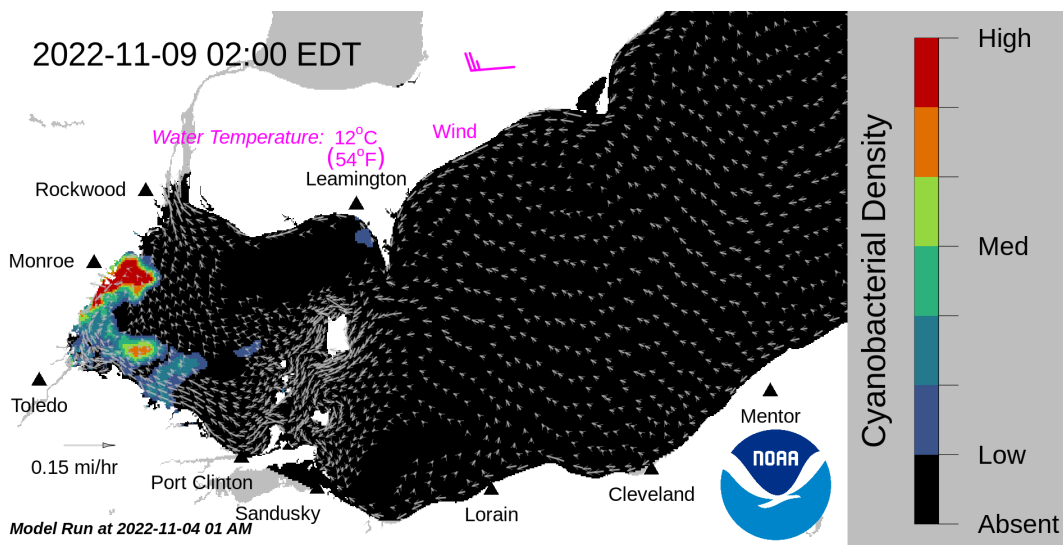 2022-11-09 02:00 EDT
Water Temperature: 12°C
(54°F)
Wind
Leamington
Rockwood
Monroe
Toledo
0.15 mi/hr
Port Clinton
Sandusky
Lorain
Cleveland
Mentor
NOAA
Model Run at 2022-11-04 01 AM
Cyanobacterial Density
High
Med
Low
Absent